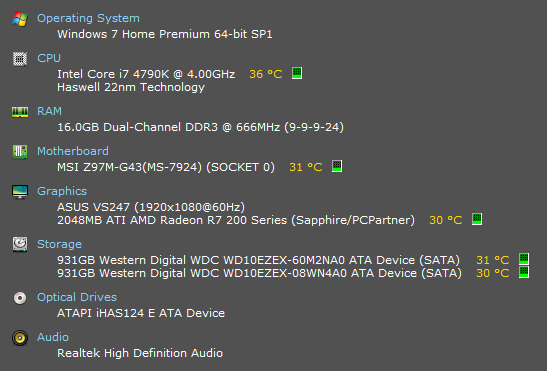 Operating System
Windows 7 Home Premium 64-bit SP1
CPU
Intel Core i7 4790K @ 4.00GHz 36 °C
Haswell 22nm Technology
RAM
16.0GB Dual-Channel DDR3 @ 666MHz (9-9-9-24)
Motherboard
MSI Z97M-G43(MS-7924) (SOCKET 0) 31 °C
Graphics
ASUS VS247 (1920x1080@60Hz)
2048MB ATI AMD Radeon R7 200 Series (Sapphire/PCPartner) 30 °C
Storage
931GB Western Digital WDC WD10EZEX-60M2NA0 ATA Device (SATA) 31 °C
931GB Western Digital WDC WD10EZEX-08WN4A0 ATA Device (SATA) 30 °C
Optical Drives
ATAPI iHAS124 E ATA Device
Audio
Realtek High Definition Audio